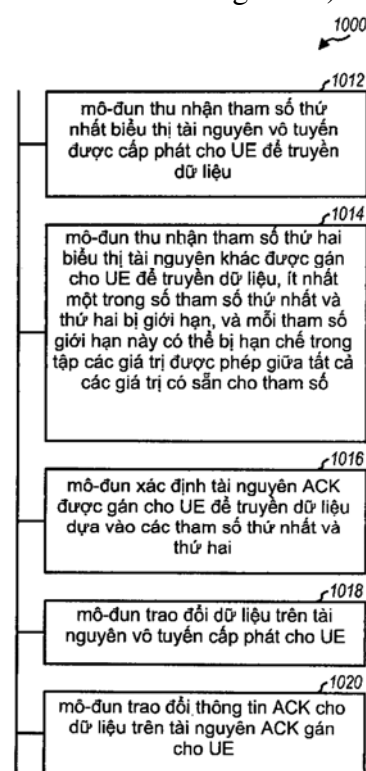 1000
1012
mô-đun thu nhận tham số thứ
nhất biểu thị tài nguyên vô tuyến
được cấp phát cho UE để truyền
dữ liệu
1014
mô-đun thu nhận tham số thứ hai
biểu thị tài nguyên khác được gán
cho UE để truyền dữ liệu, ít nhất
một trong số tham số thứ nhất và
thứ hai bị giới hạn, và mỗi tham số
giới hạn này có thể bị hạn chế trong
tập các giá trị được phép giữa tất cả
các giá trị có sẵn cho tham số
1016
mô-đun xác định tài nguyên ACK
được gán cho UE để truyền dữ liệu
dựa vào các tham số thứ nhất và
thứ hai
1018
mô-đun trao đổi dữ liệu trên tài
nguyên vô tuyến cấp phát cho UE
1020
mô-đun trao đổi thông tin ACK cho
dữ liệu trên tài nguyên ACK gán
cho UE